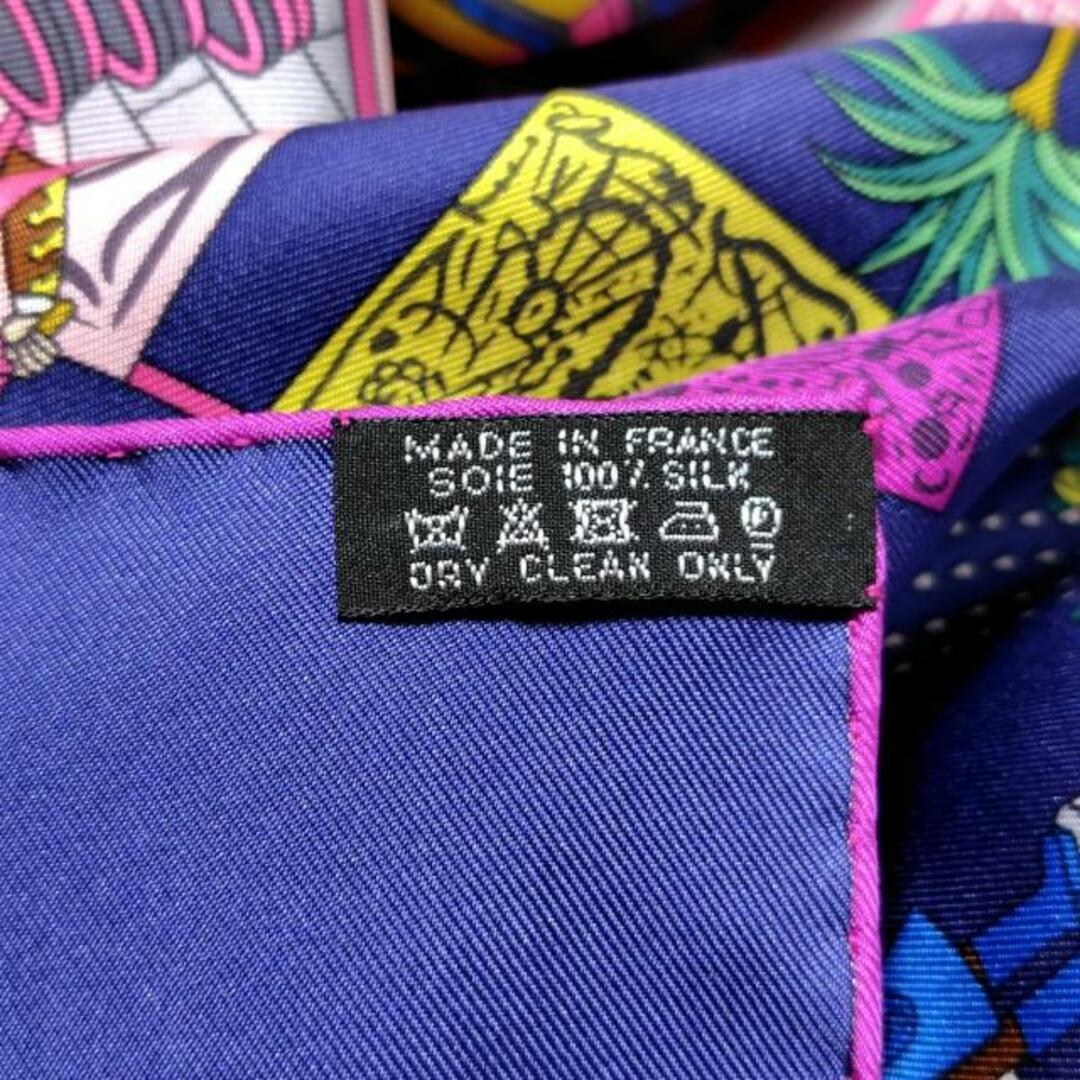 MADE IN FRANCE
SOIE 100% SILK
P
DRY CLEAN ONLY